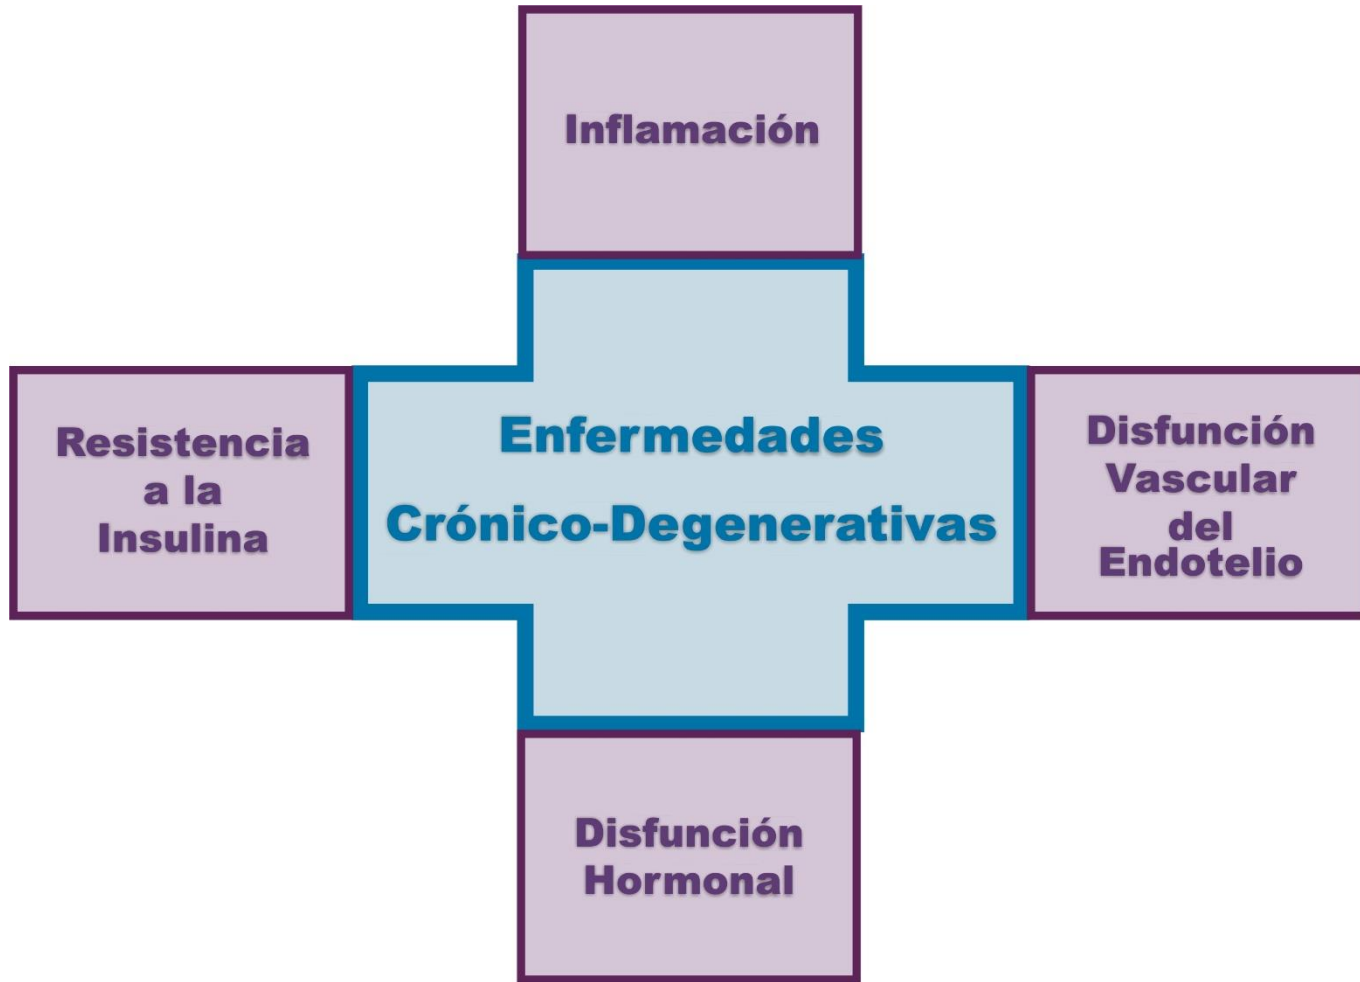 Inflamación
Resistencia
a la
Insulina
Enfermedades
Crónico-Degenerativas
Disfunción
Vascular
del
Endotelio
Disfunción
Hormonal